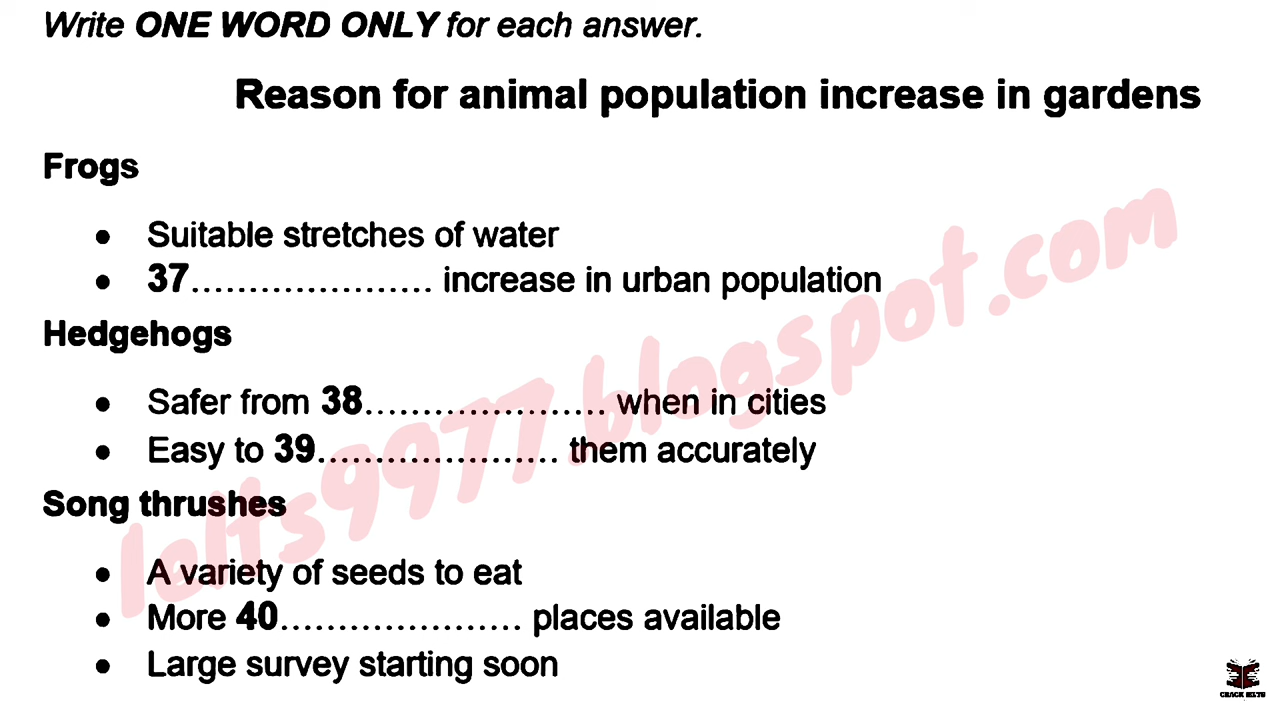 Write ONE WORD ONLY for each answer.
Reason for animal population increase in gardens
Frogs
• Suitable stretches of water
• 37..................... increase in urban population
Hedgehogs
• Safer from 38..................... when in cities
• Easy to 39..................... them accurately
Song thrushes
• A variety of seeds to eat
• More 40..................... places available
• Large survey starting soon
Ielts9977.blogspot.com
CRACK IELTS